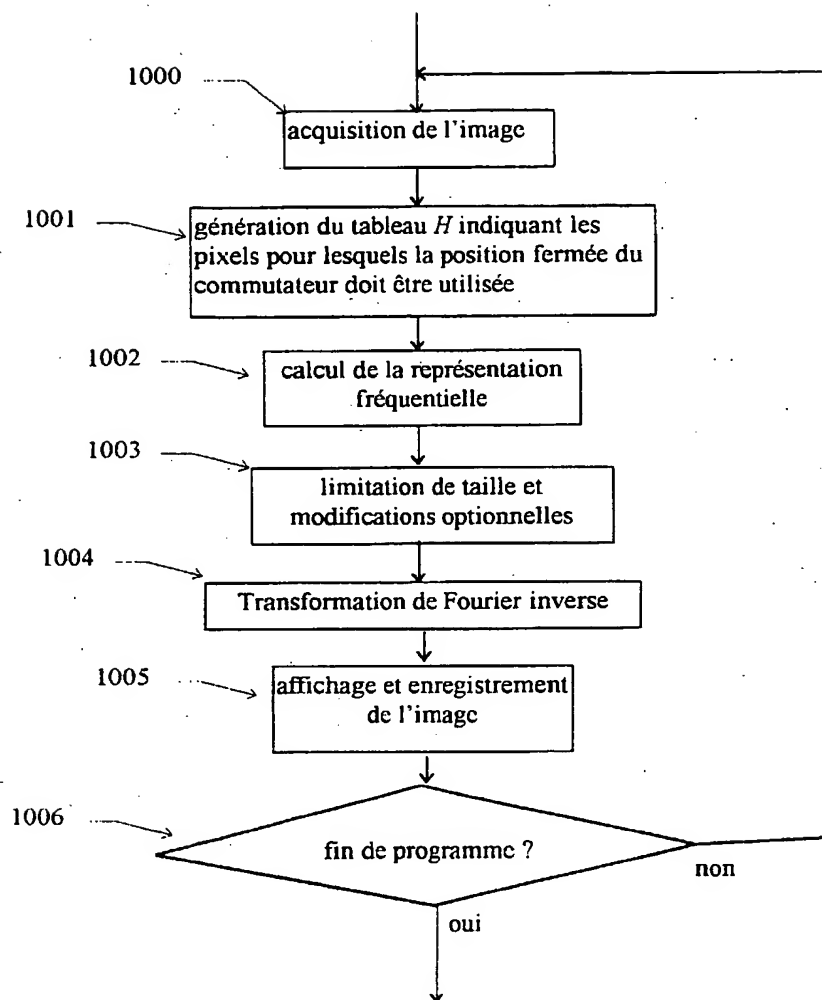 1000
acquisition de l'image
1001
génération du tableau H indiquant les
pixels pour lesquels la position fermée du
commutateur doit être utilisée
1002
calcul de la représentation
fréquentielle
1003
limitation de taille et
modifications optionnelles
1004
Transformation de Fourier inverse
1005
affichage et enregistrement
de l'image
1006
fin de programme ?
non
oui